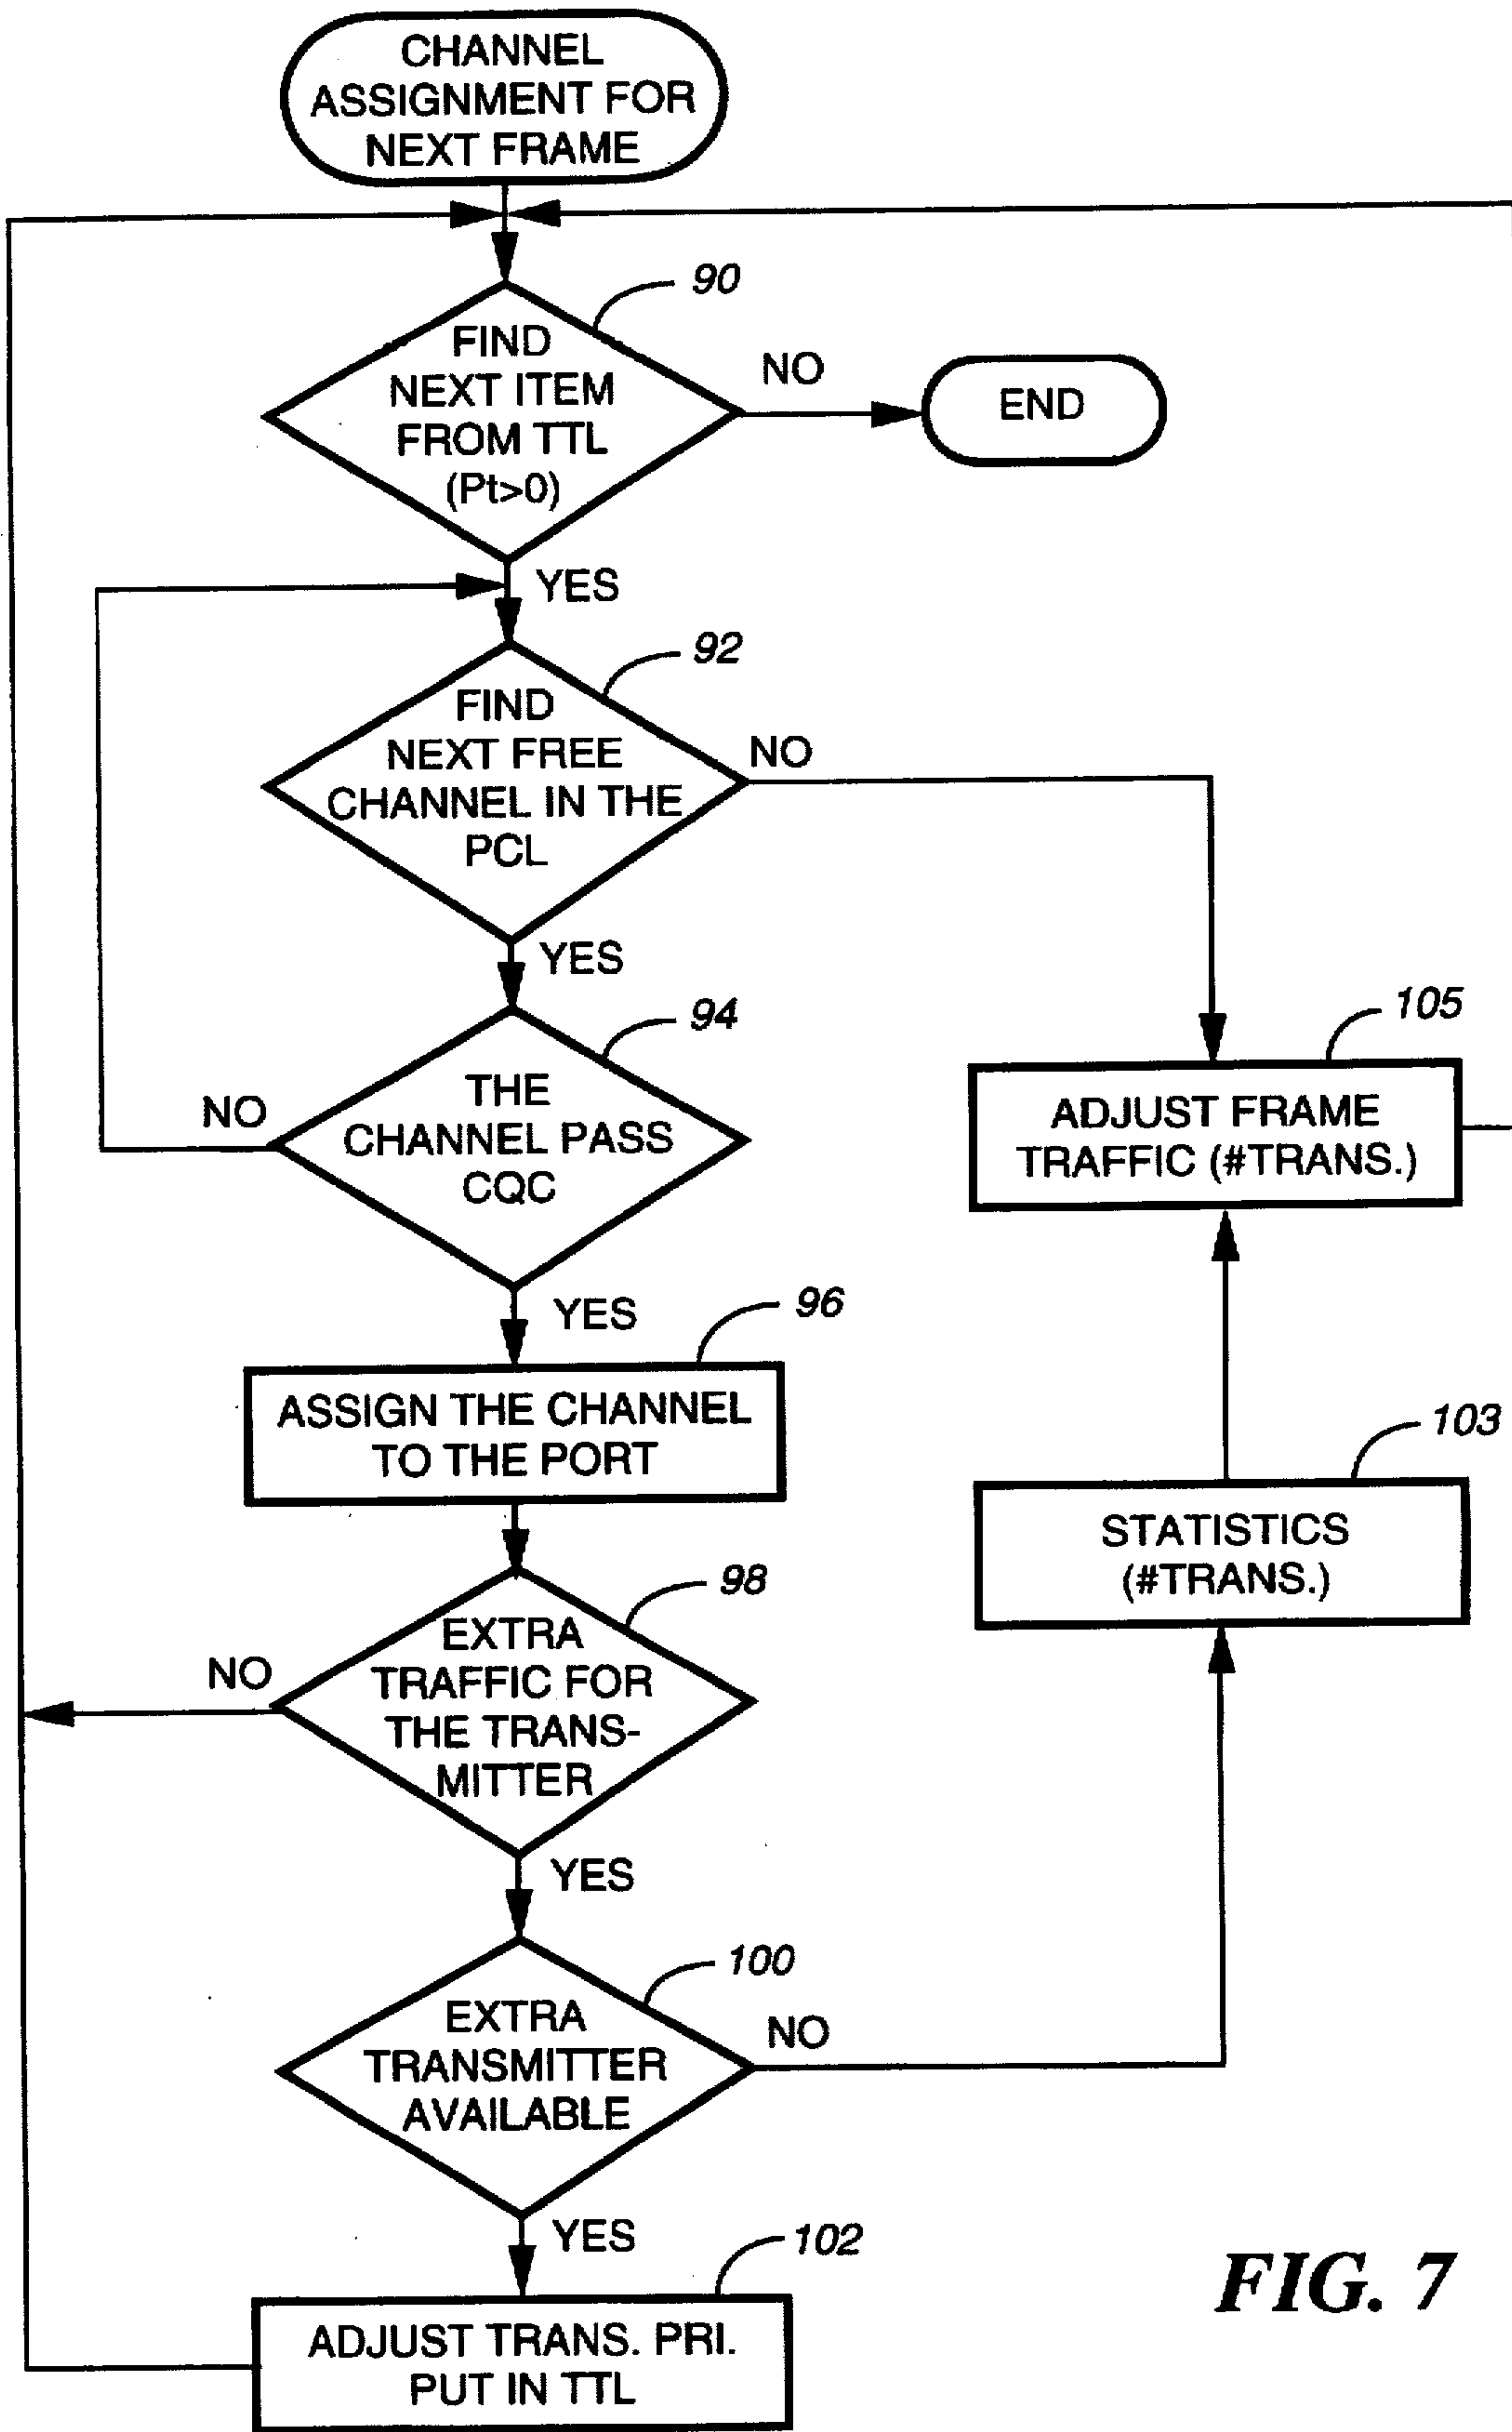 CHANNEL
ASSIGNMENT FOR
NEXT FRAME
90
FIND
NEXT ITEM
FROM TTL
(Pt>0)
NO
END
YES
92
FIND
NEXT FREE
CHANNEL IN THE
PCL
NO
YES
94
THE
CHANNEL PASS
CQC
NO
YES
105
ADJUST FRAME
TRAFFIC (#TRANS.)
96
ASSIGN THE CHANNEL
TO THE PORT
103
STATISTICS
(#TRANS.)
98
EXTRA
TRAFFIC FOR
THE TRANS-
MITTER
NO
YES
100
EXTRA
TRANSMITTER
AVAILABLE
NO
YES
102
ADJUST TRANS. PRI.
PUT IN TTL
FIG. 7